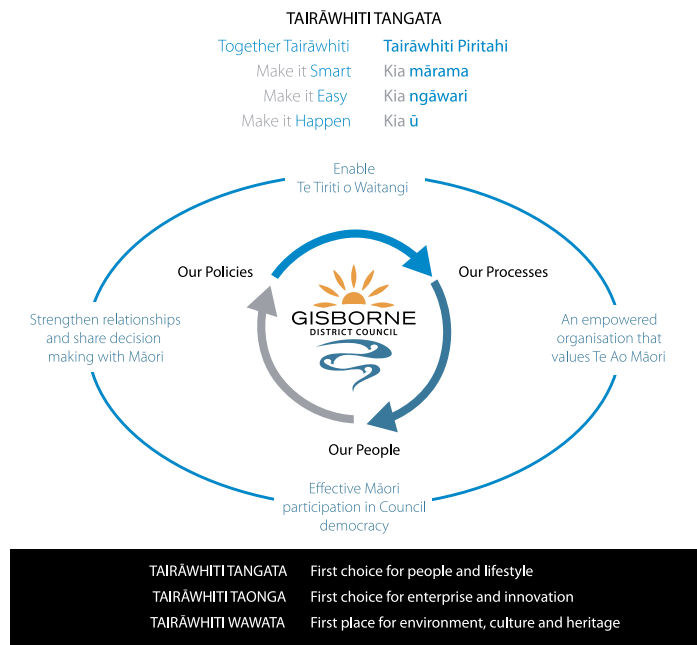 TAIRĀWHITI TANGATA
Together Tairāwhiti Tairāwhiti Piritahi
Make it Smart Kia mārama
Make it Easy Kia ngāwari
Make it Happen Kia ū
Enable
Te Tiriti o Waitangi
Our Policies
Our Processes
GISBORNE
DISTRICT COUNCIL
Strengthen relationships
and share decision
making with Māori
An empowered
organisation that
values Te Ao Māori
Our People
Effective Māori
participation in Council
democracy
TAIRĀWHITI TANGATA First choice for people and lifestyle
TAIRĀWHITI TAONGA First choice for enterprise and innovation
TAIRĀWHITI WAWATA First place for environment, culture and heritage